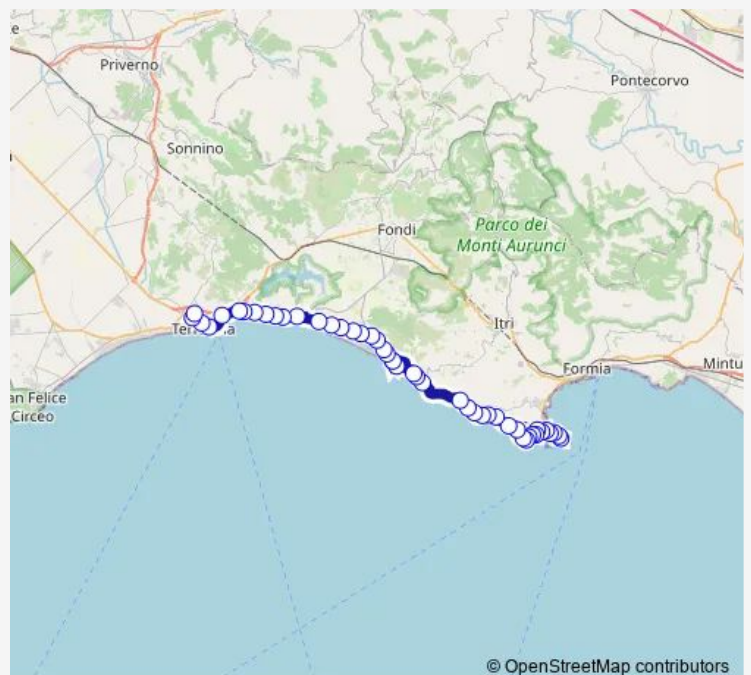 Priverno
Pontecorvo
Sonnino
Fondi
Parco dei
Monti Aurunci
Itri
Formia
Mintu
an Felice
Circeo
© OpenStreetMap contributors